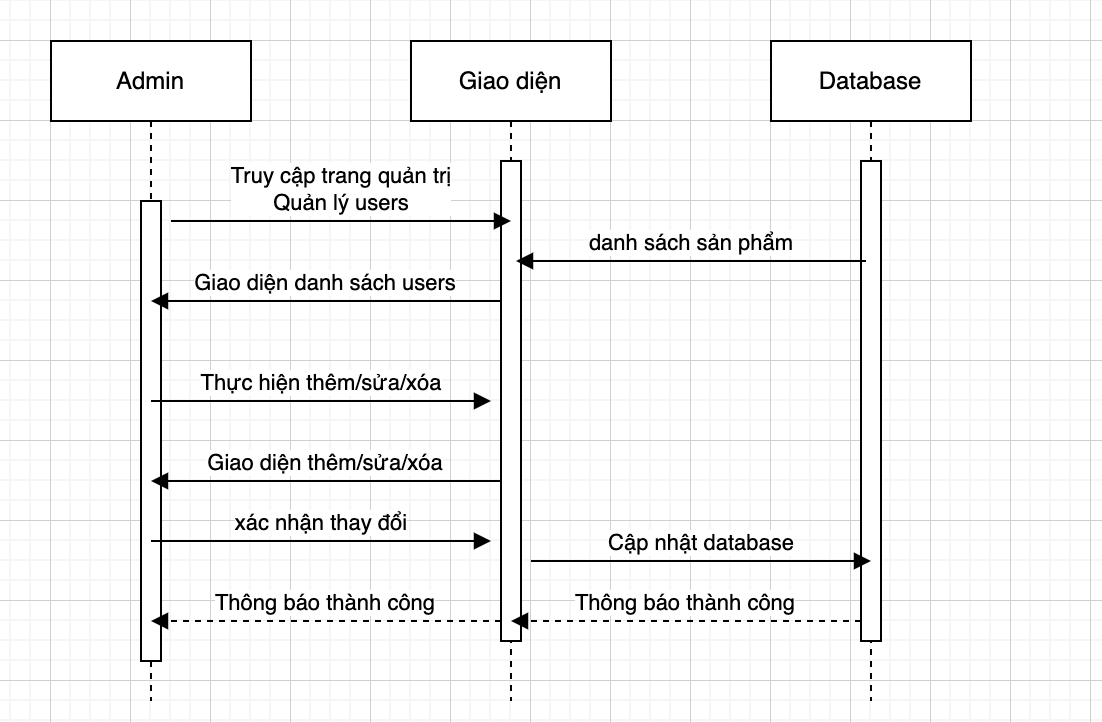 Admin
Giao diện
Database
Truy cập trang quản trị
Quản lý users
danh sách sản phẩm
Giao diện danh sách users
Thực hiện thêm/sửa/xóa
Giao diện thêm/sửa/xóa
xác nhận thay đổi
Cập nhật database
Thông báo thành công
Thông báo thành công